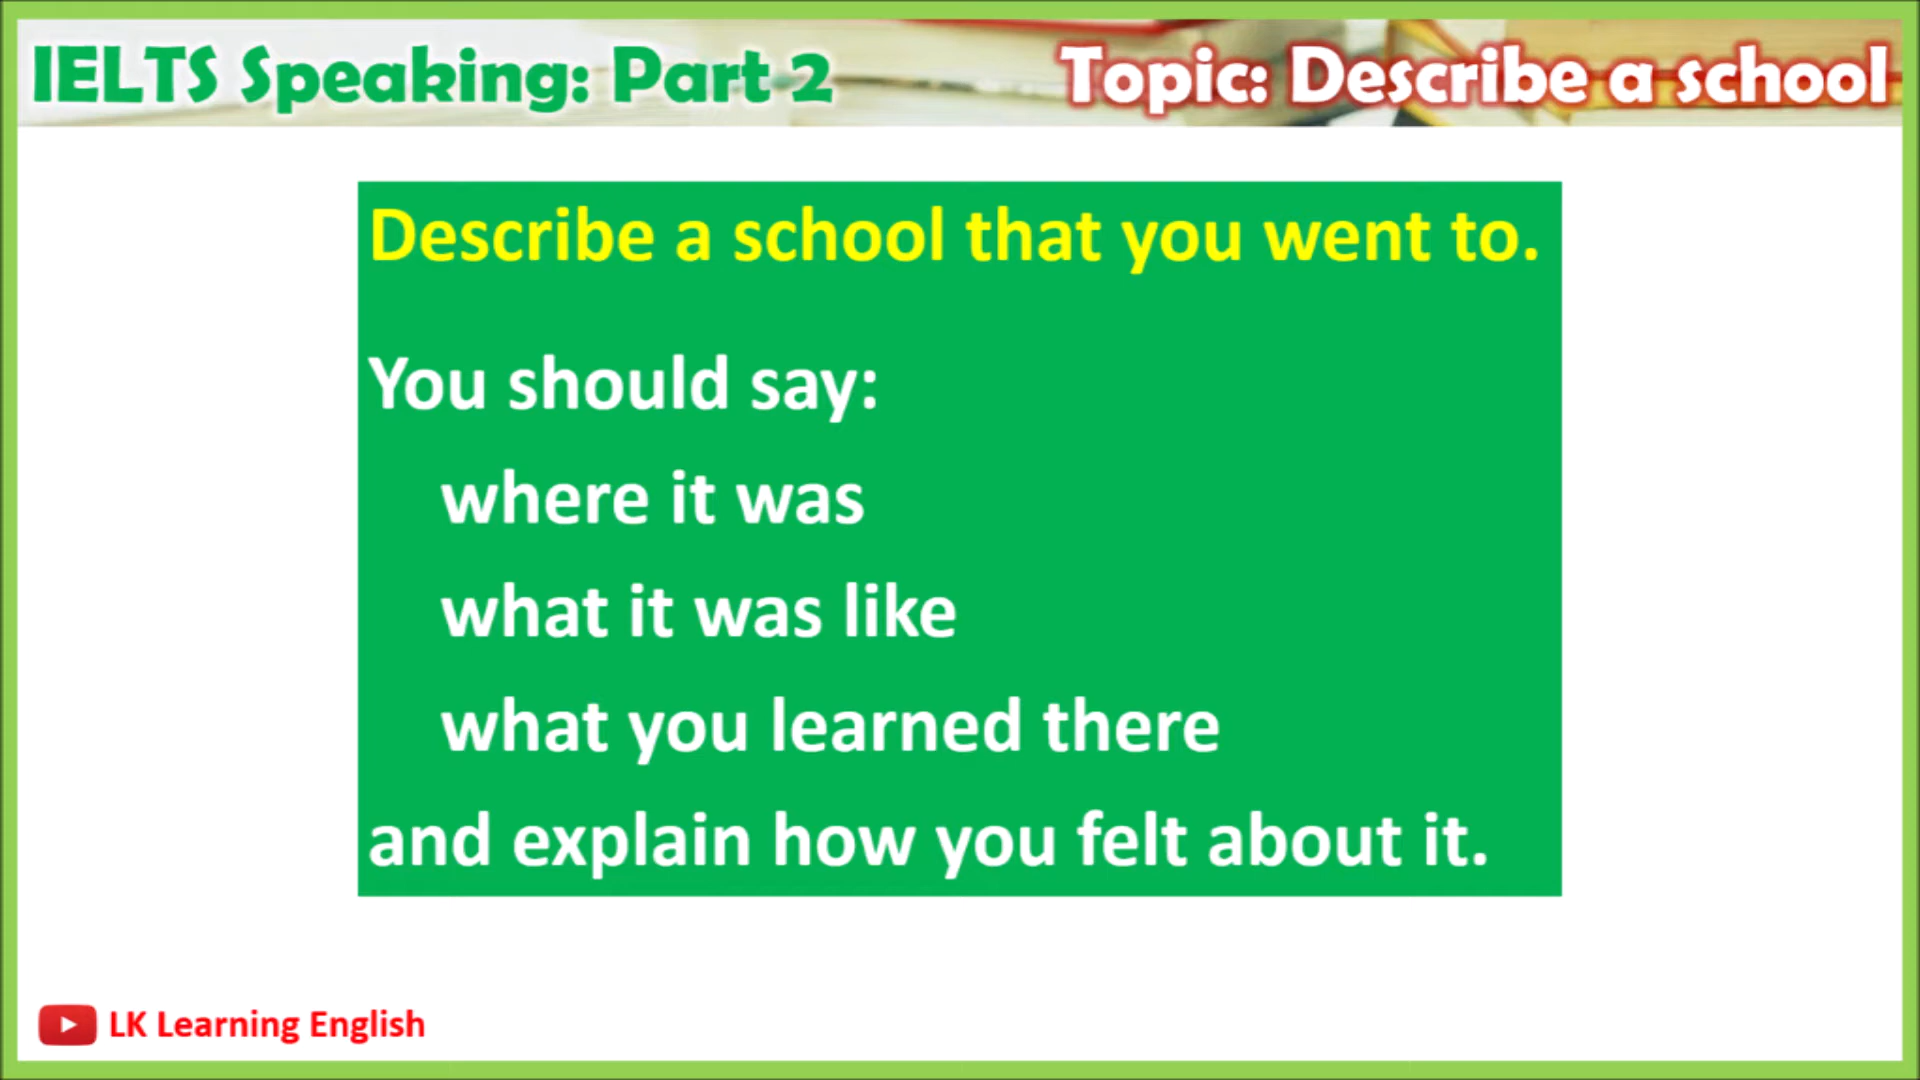 IELTS Speaking: Part 2
Topic: Describe a school
Describe a school that you went to.
You should say:
where it was
what it was like
what you learned there
and explain how you felt about it.
LK Learning English